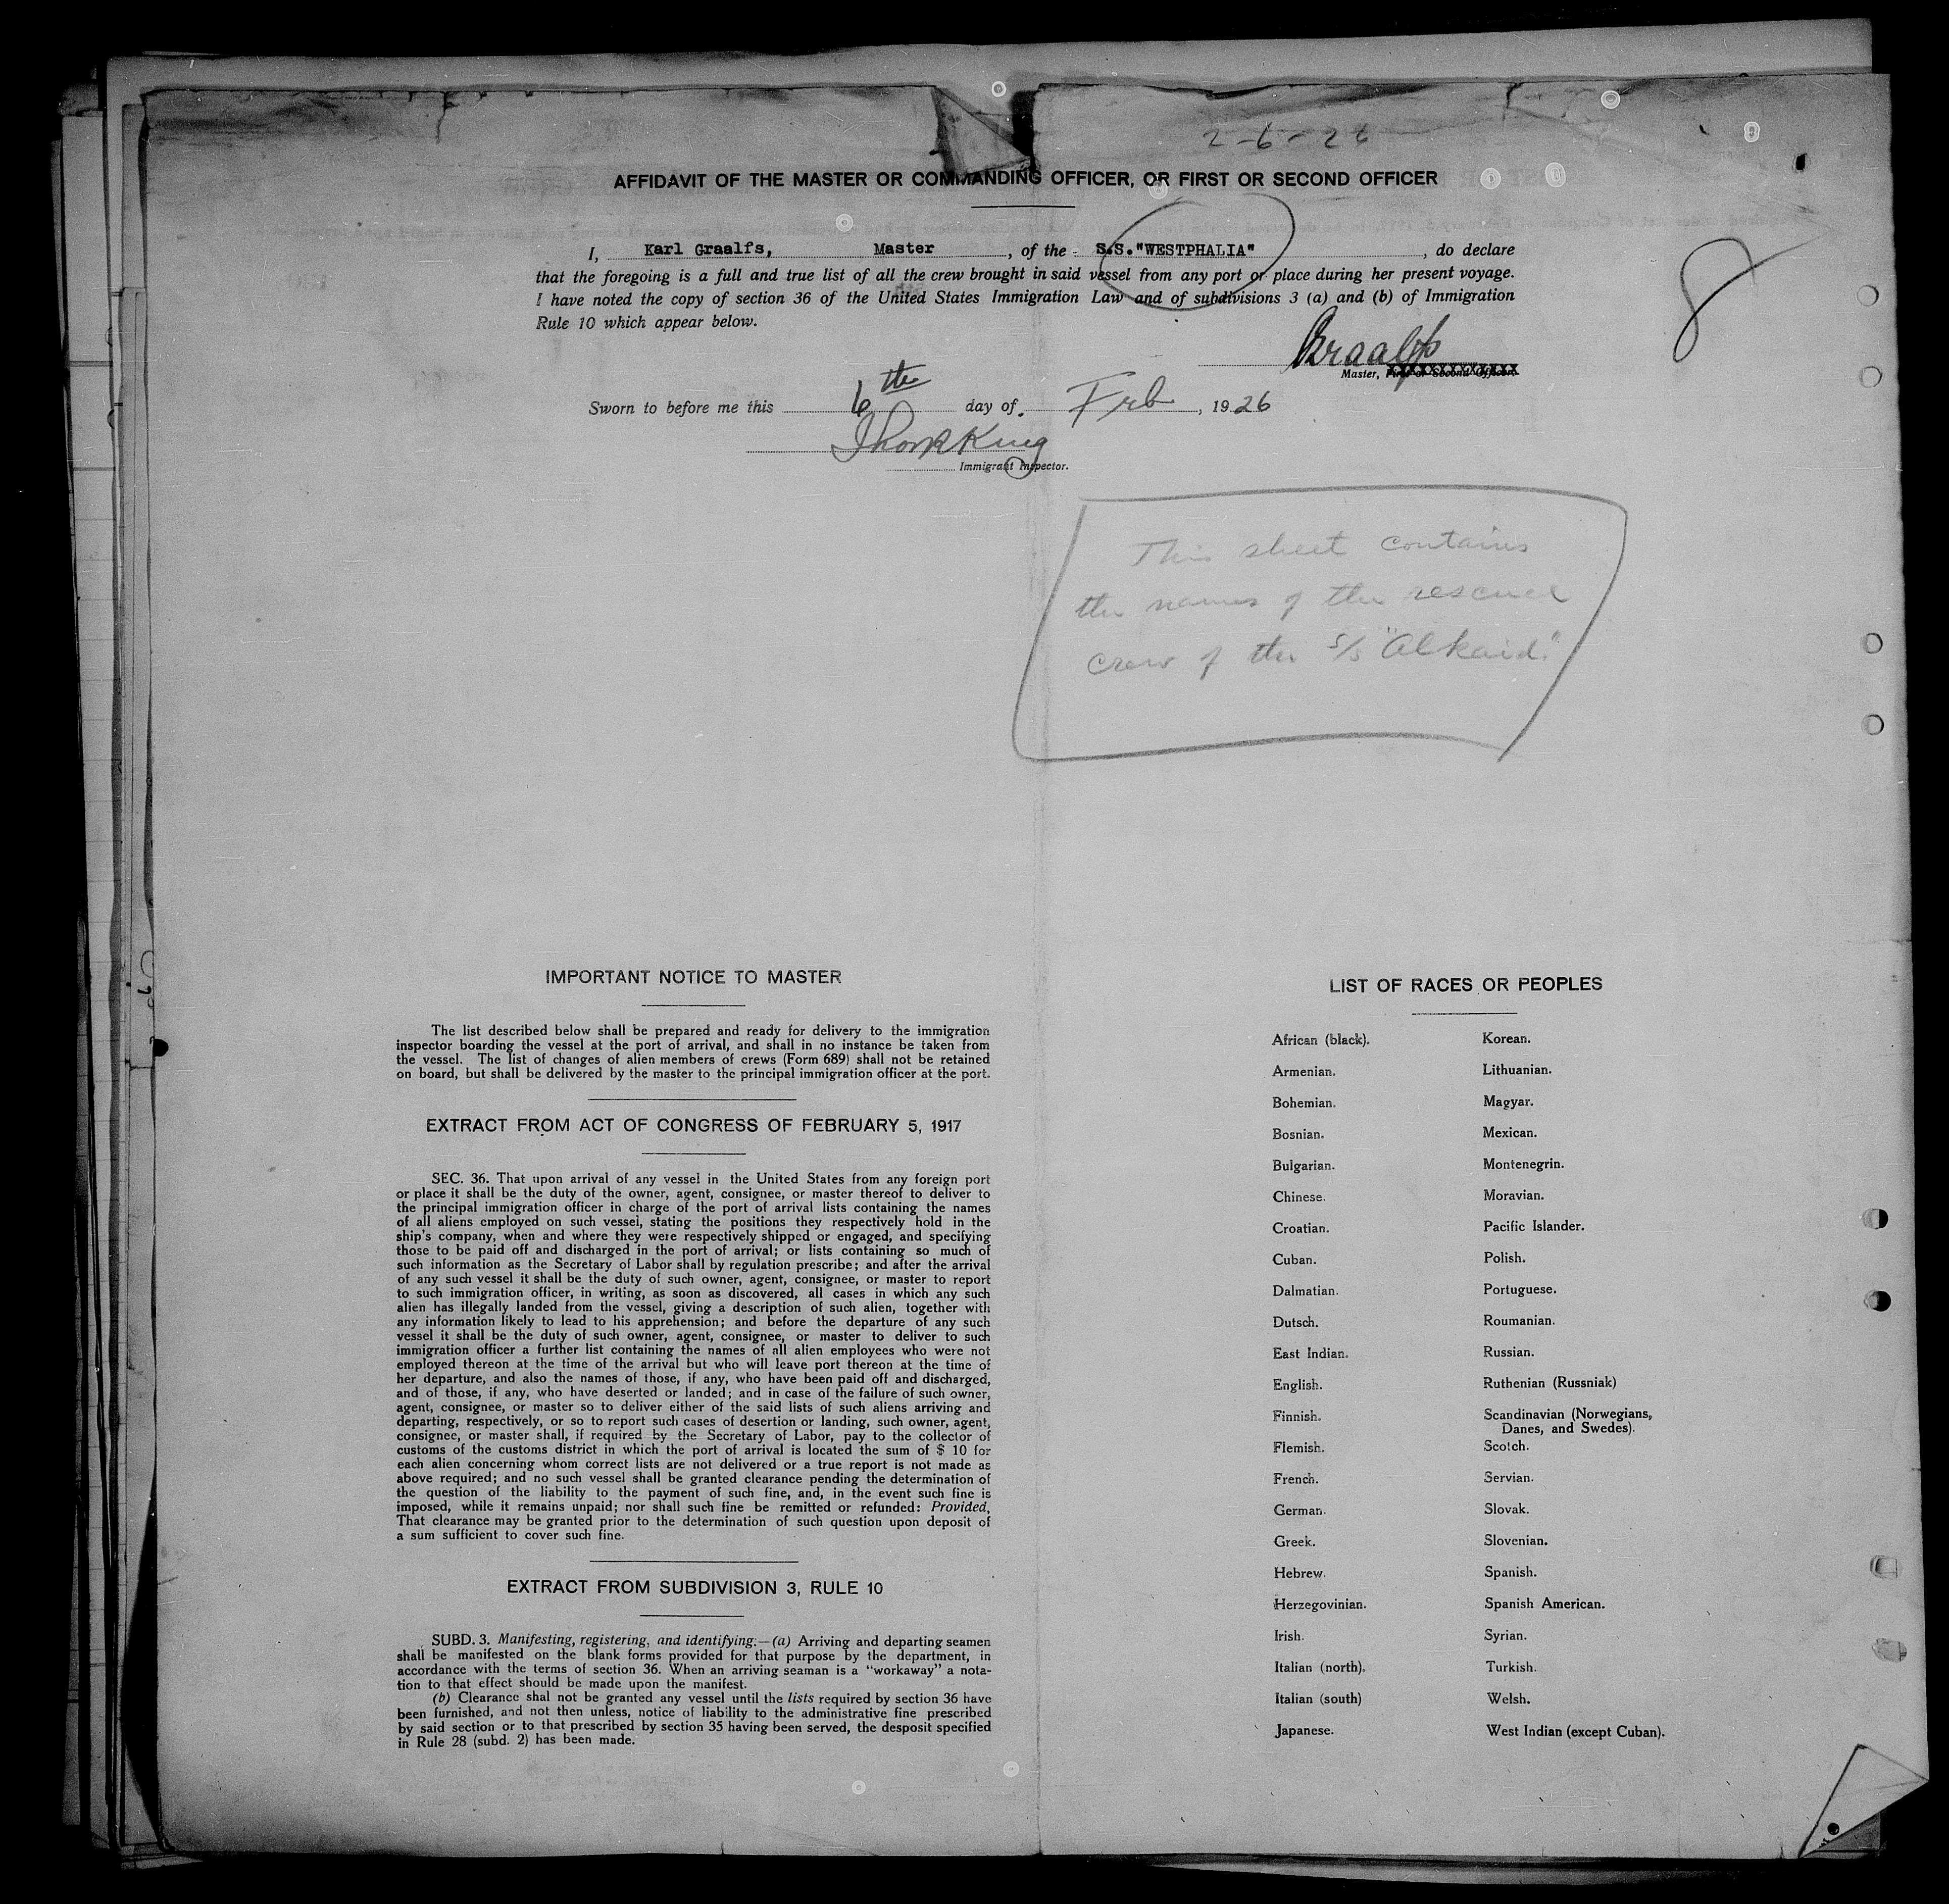 2-6-26
AFFIDAVIT OF THE MASTER OR COMMANDING OFFICER, OR FIRST OR SECOND OFFICER
I, Karl Graalfs, Master, of the S.S."WESTPHALIA", do declare
that the foregoing is a full and true list of all the crew brought in said vessel from any port or place during her present voyage.
I have noted the copy of section 36 of the United States Immigration Law and of subdivisions 3 (a) and (b) of Immigration
Rule 10 which appear below.
8
Graalfs
Master, First or Second Officer.
Sworn to before me this 6th day of Feb, 1926
King
Immigrant Inspector.
This sheet contains
the names of the rescued
crew of the S/S "Alkaid."
IMPORTANT NOTICE TO MASTER
The list described below shall be prepared and ready for delivery to the immigration
inspector boarding the vessel at the port of arrival, and shall in no instance be taken from
the vessel. The list of changes of alien members of crews (Form 689) shall not be retained
on board, but shall be delivered by the master to the principal immigration officer at the port.
EXTRACT FROM ACT OF CONGRESS OF FEBRUARY 5, 1917
SEC. 36. That upon arrival of any vessel in the United States from any foreign port
or place it shall be the duty of the owner, agent, consignee, or master thereof to deliver to
the principal immigration officer in charge of the port of arrival lists containing the names
of all aliens employed on such vessel, stating the positions they respectively hold in the
ship's company, when and where they were respectively shipped or engaged, and specifying
those to be paid off and discharged in the port of arrival; or lists containing so much of
such information as the Secretary of Labor shall by regulation prescribe; and after the arrival
of any such vessel it shall be the duty of such owner, agent, consignee, or master to report
to such immigration officer, in writing, as soon as discovered, all cases in which any such
alien has illegally landed from the vessel, giving a description of such alien, together with
any information likely to lead to his apprehension; and before the departure of any such
vessel it shall be the duty of such owner, agent, consignee, or master to deliver to such
immigration officer a further list containing the names of all alien employees who were not
employed thereon at the time of the arrival but who will leave port thereon at the time of
her departure, and also the names of those, if any, who have been paid off and discharged,
and of those, if any, who have deserted or landed; and in case of the failure of such owner,
agent, consignee, or master so to deliver either of the said lists of such aliens arriving and
departing, respectively, or so to report such cases of desertion or landing, such owner, agent,
consignee, or master shall, if required by the Secretary of Labor, pay to the collector of
customs of the customs district in which the port of arrival is located the sum of $ 10 for
each alien concerning whom correct lists are not delivered or a true report is not made as
above required; and no such vessel shall be granted clearance pending the determination of
the question of the liability to the payment of such fine, and, in the event such fine is
imposed, while it remains unpaid; nor shall such fine be remitted or refunded: Provided,
That clearance may be granted prior to the determination of such question upon deposit of
a sum sufficient to cover such fine.
EXTRACT FROM SUBDIVISION 3, RULE 10
SUBD. 3. Manifesting, registering, and identifying:—(a) Arriving and departing seamen
shall be manifested on the blank forms provided for that purpose by the department, in
accordance with the terms of section 36. When an arriving seaman is a "workaway" a nota-
tion to that effect should be made upon the manifest.
(b) Clearance shal not be granted any vessel until the lists required by section 36 have
been furnished, and not then unless, notice of liability to the administrative fine prescribed
by said section or to that prescribed by section 35 having been served, the desposit specified
in Rule 28 (subd. 2) has been made.
LIST OF RACES OR PEOPLES
African (black).
Armenian.
Bohemian.
Bosnian.
Bulgarian.
Chinese.
Croatian.
Cuban.
Dalmatian.
Dutsch.
East Indian.
English.
Finnish.
Flemish.
French.
German.
Greek.
Hebrew.
Herzegovinian.
Irish.
Italian (north).
Italian (south)
Japanese.
Korean.
Lithuanian.
Magyar.
Mexican.
Montenegrin.
Moravian.
Pacific Islander.
Polish.
Portuguese.
Roumanian.
Russian.
Ruthenian (Russniak)
Scandinavian (Norwegians,
Danes, and Swedes).
Scotch.
Servian.
Slovak.
Slovenian.
Spanish.
Spanish American.
Syrian.
Turkish.
Welsh.
West Indian (except Cuban).